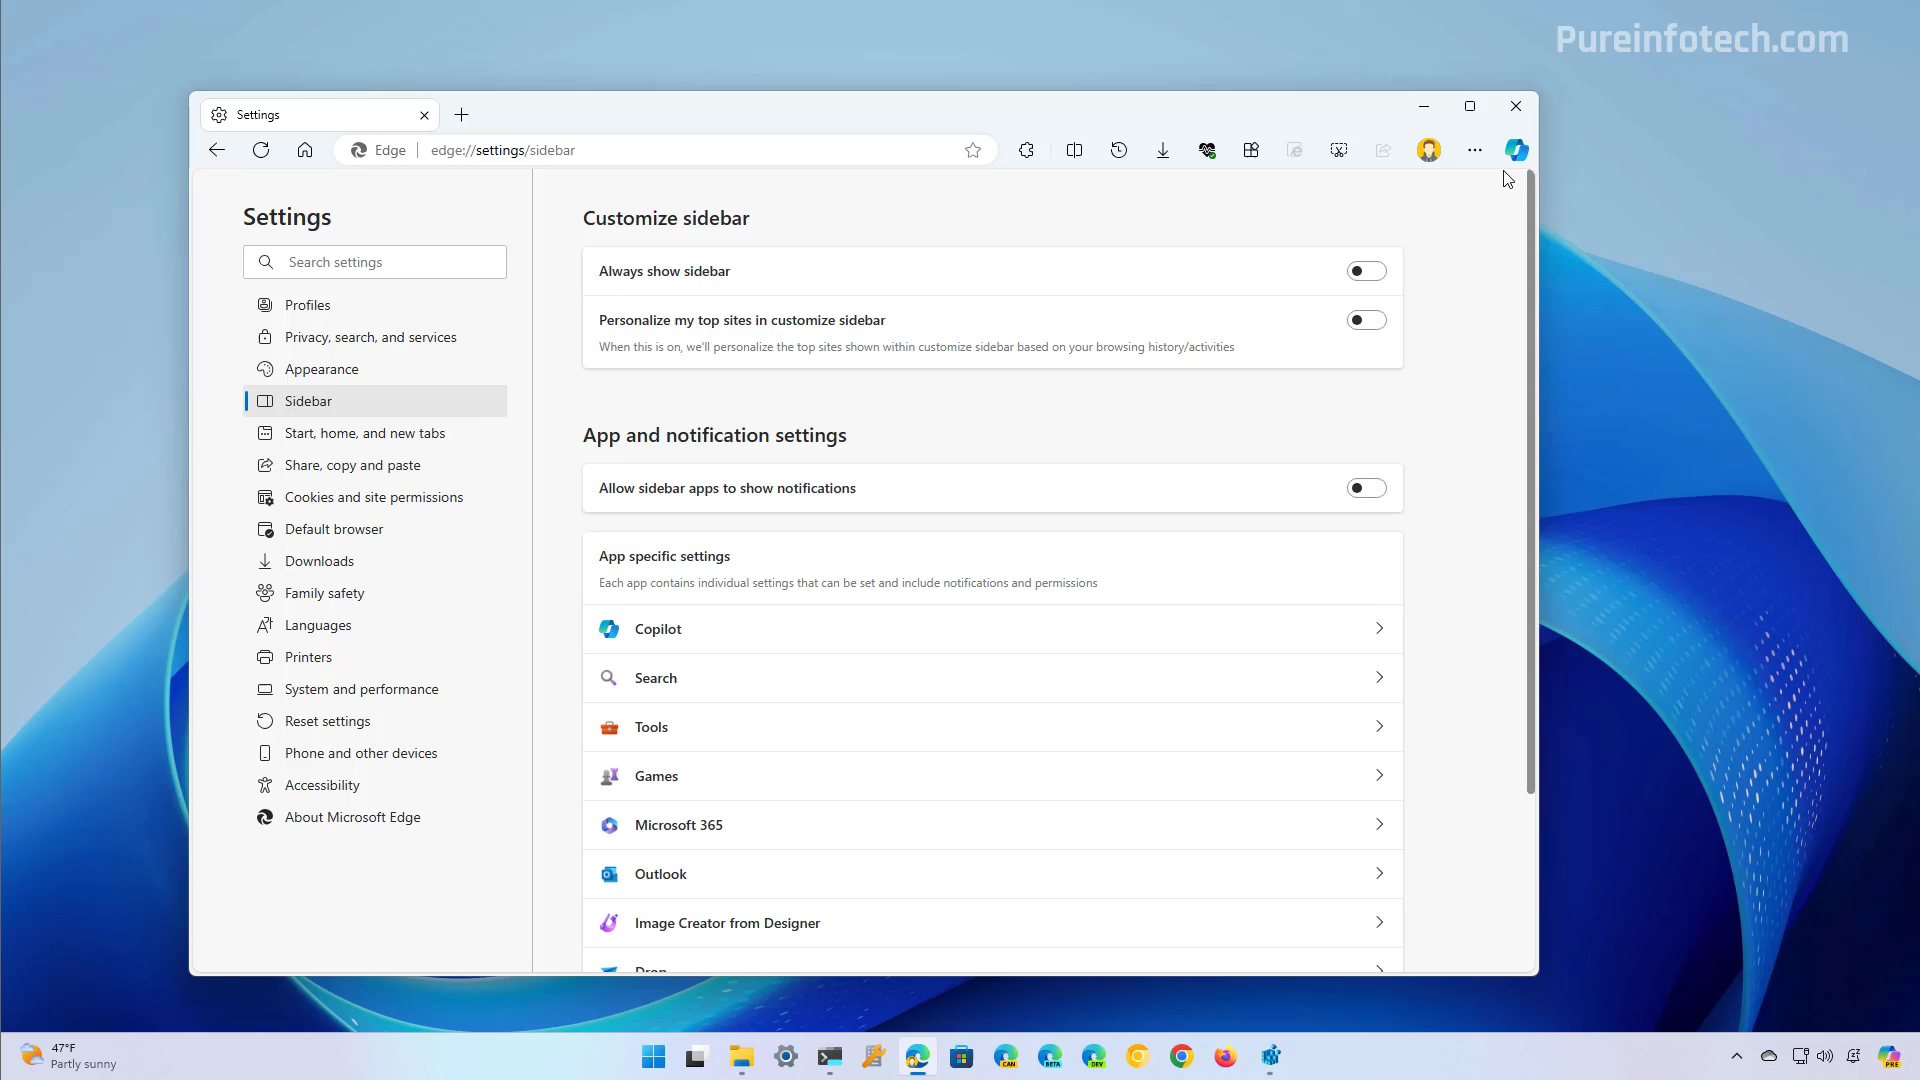 Pureinfotech.com
Settings
Edge
edge://settings/sidebar
Settings
Search settings
Profiles
Privacy, search, and services
Appearance
Sidebar
Start, home, and new tabs
Share, copy and paste
Cookies and site permissions
Default browser
Downloads
Family safety
Languages
Printers
System and performance
Reset settings
Phone and other devices
Accessibility
About Microsoft Edge
Customize sidebar
Always show sidebar
Personalize my top sites in customize sidebar
When this is on, we'll personalize the top sites shown within customize sidebar based on your browsing history/activities
App and notification settings
Allow sidebar apps to show notifications
App specific settings
Each app contains individual settings that can be set and include notifications and permissions
Copilot
Search
Tools
Games
Microsoft 365
Outlook
Image Creator from Designer
Drop
47°F
Partly sunny
CAN
BETA
DEV
PRE